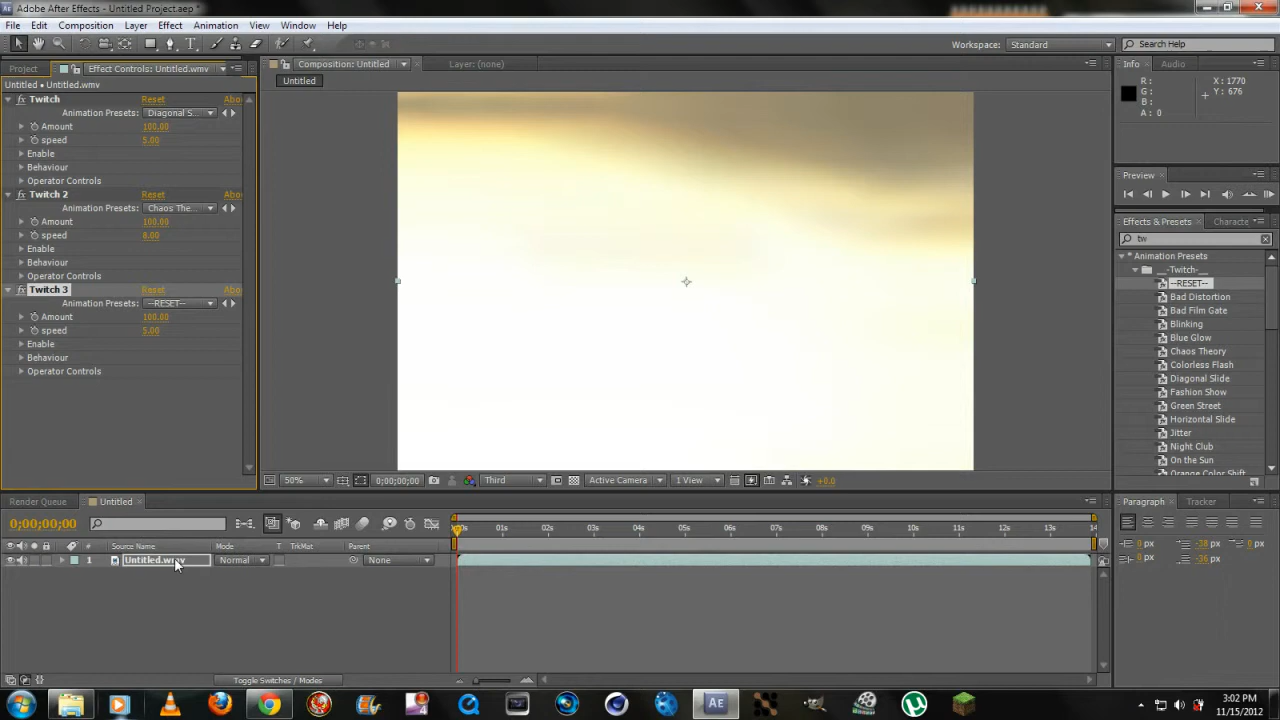 Adobe After Effects - Untitled Project.aep *
File Edit Composition Layer Effect Animation View Window Help
Workspace: Standard Search Help
Project Effect Controls: Untitled.wmv Composition: Untitled Layer: (none) Info Audio
Untitled • Untitled.wmv
Untitled
R: X: 1770
G: Y: 676
B:
A: 0
Twitch Reset Abo
Animation Presets: Diagonal S...
Amount 100.00
speed 5.00
Enable
Behaviour
Operator Controls
Twitch 2 Reset Abo
Animation Presets: Chaos The...
Amount 100.00
speed 8.00
Enable
Behaviour
Operator Controls
Twitch 3 Reset Abo
Animation Presets: --RESET--
Amount 100.00
speed 5.00
Enable
Behaviour
Operator Controls
Preview
Effects & Presets Characte
tw
Animation Presets
__-Twitch-__
--RESET--
Bad Distortion
Bad Film Gate
Blinking
Blue Glow
Chaos Theory
Colorless Flash
Diagonal Slide
Fashion Show
Green Street
Horizontal Slide
Jitter
Night Club
On the Sun
Orange Color Shift
50% 0;00;00;00 Third Active Camera 1 View +0.0
Render Queue Untitled
0;00;00;00
# Source Name Mode T TrkMat Parent
1 Untitled.wmv Normal None
01s 02s 03s 04s 05s 06s 07s 08s 09s 10s 11s 12s 13s 14
Toggle Switches / Modes
Paragraph Tracker
0 px -38 px 0 px
0 px -36 px
3:02 PM
11/15/2012